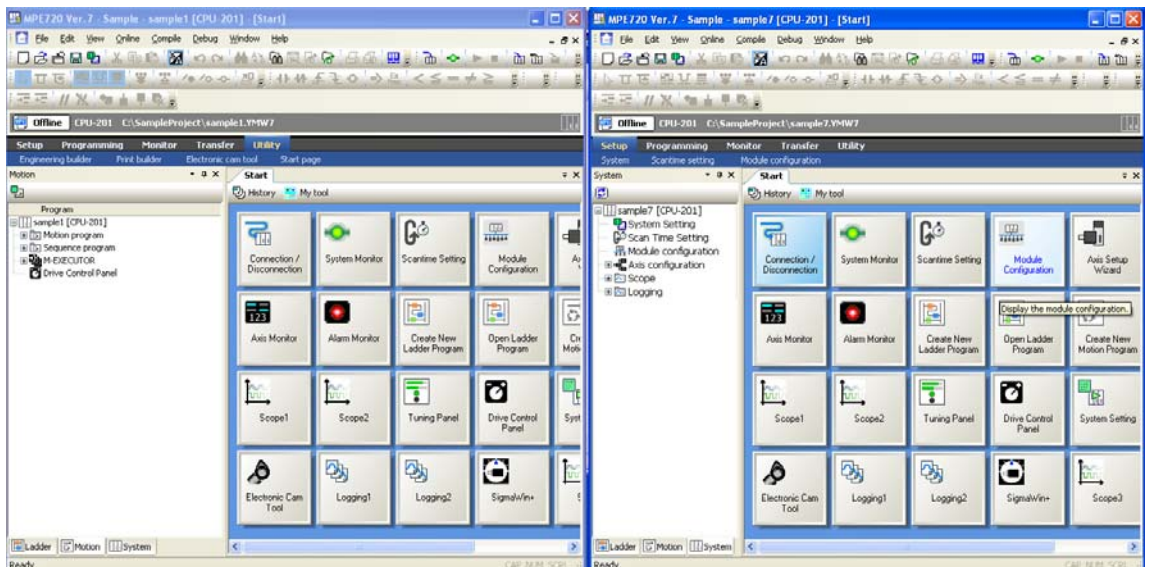 MPE720 Ver. 7 - Sample - sample1 [CPU-201] - [Start]
File Edit View Online Compile Debug Window Help
Offline CPU-201 C:\SampleProject\sample1.YMW7
Setup Programming Monitor Transfer Utility
Engineering builder Print builder Electronic cam tool Start page
Motion
Start
History My tool
Program
sample1 [CPU-201]
Motion program
Sequence program
M-EXECUTOR
Drive Control Panel
Connection / Disconnection
System Monitor
Scantime Setting
Module Configuration
Axis Monitor
Alarm Monitor
Create New Ladder Program
Open Ladder Program
Scope1
Scope2
Tuning Panel
Drive Control Panel
Electronic Cam Tool
Logging1
Logging2
SigmaWin+
Ladder Motion System
Ready
CAP NUM SCRL
MPE720 Ver. 7 - Sample - sample7 [CPU-201] - [Start]
File Edit View Online Compile Debug Window Help
Offline CPU-201 C:\SampleProject\sample7.YMW7
Setup Programming Monitor Transfer Utility
System Scantime setting Module configuration
System
Start
History My tool
sample7 [CPU-201]
System Setting
Scan Time Setting
Module configuration
Axis configuration
Scope
Logging
Connection / Disconnection
System Monitor
Scantime Setting
Module Configuration
Axis Setup Wizard
Display the module configuration.
Axis Monitor
Alarm Monitor
Create New Ladder Program
Open Ladder Program
Create New Motion Program
Scope1
Scope2
Tuning Panel
Drive Control Panel
System Setting
Electronic Cam Tool
Logging1
Logging2
SigmaWin+
Scope3
Ladder Motion System
Ready
CAP NUM SCRL